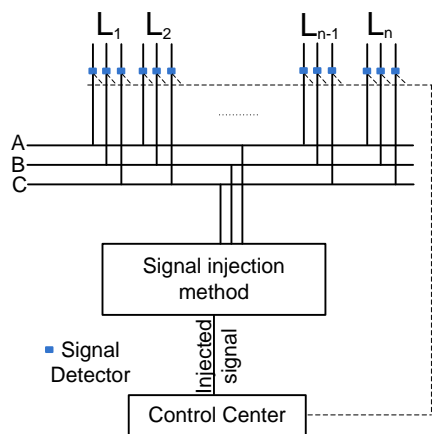 L1 L2 Ln-1 Ln
A
B
C
Signal injection
method
Injected
signal
Signal
Detector
Control Center